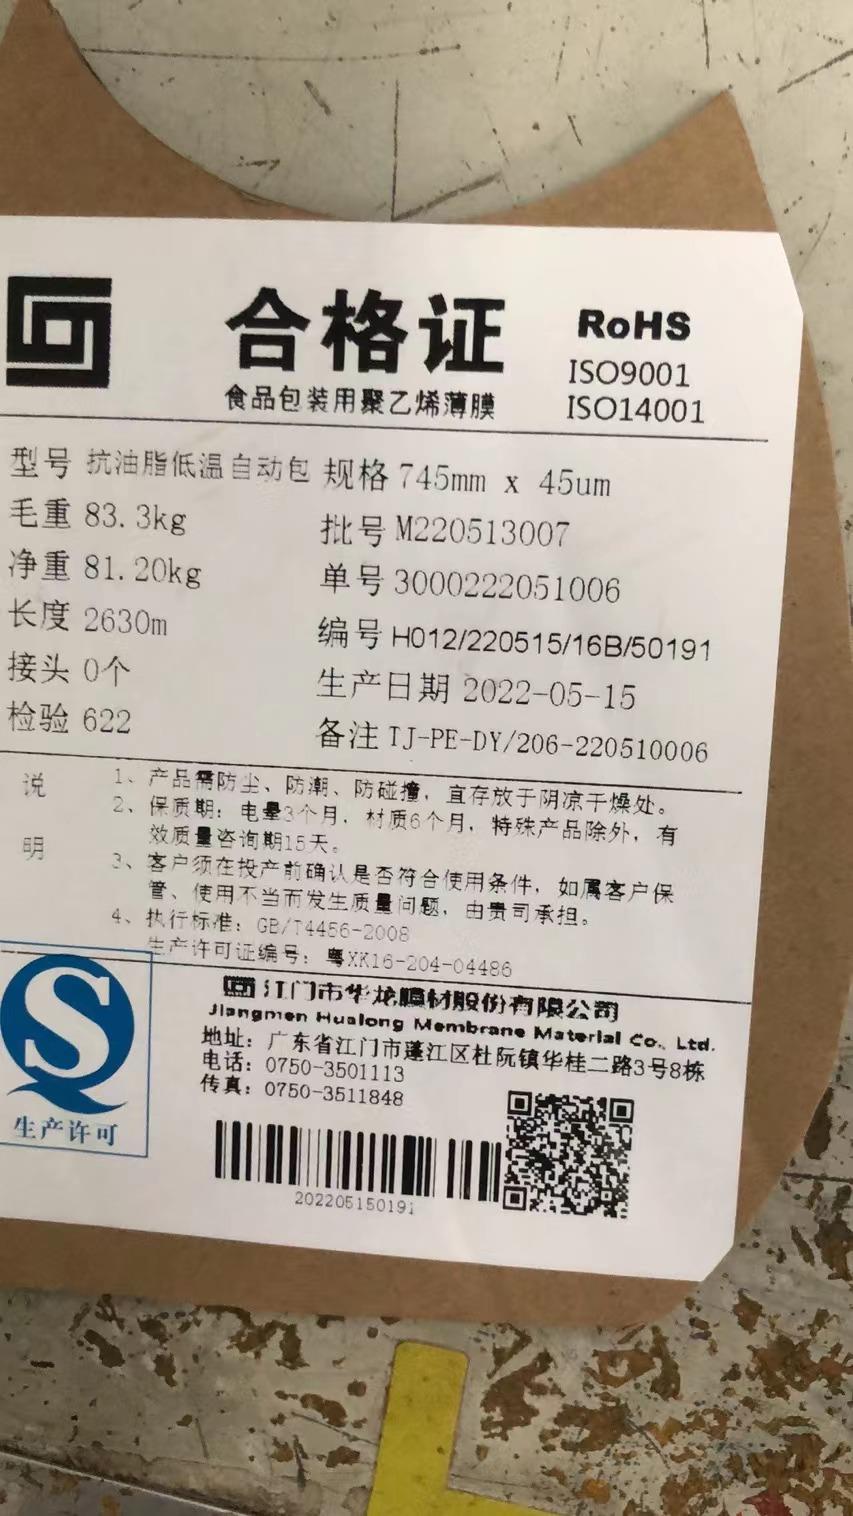 合格证
食品包装用聚乙烯薄膜
RoHS
ISO9001
ISO14001
型号 抗油脂低温自动包 规格 745mm x 45um
毛重 83.3kg 批号 M220513007
净重 81.20kg 单号 3000222051006
长度 2630m 编号 H012/220515/16B/50191
接头 0个 生产日期 2022-05-15
检验 622 备注 TJ-PE-DY/206-220510006
说明
1、产品需防尘、防潮、防碰撞，宜存放于阴凉干燥处。
2、保质期：电晕3个月，材质6个月，特殊产品除外，有
效质量咨询期15天。
3、客户须在投产前确认是否符合使用条件，如属客户保
管、使用不当而发生质量问题，由贵司承担。
4、执行标准：GB/T4456-2008
生产许可证编号：粤XK16-204-04486
QS
生产许可
江门市华龙膜材股份有限公司
Jiangmen Hualong Membrane Material Co., Ltd.
地址：广东省江门市蓬江区杜阮镇华桂二路3号8栋
电话：0750-3501113
传真：0750-3511848
202205150191